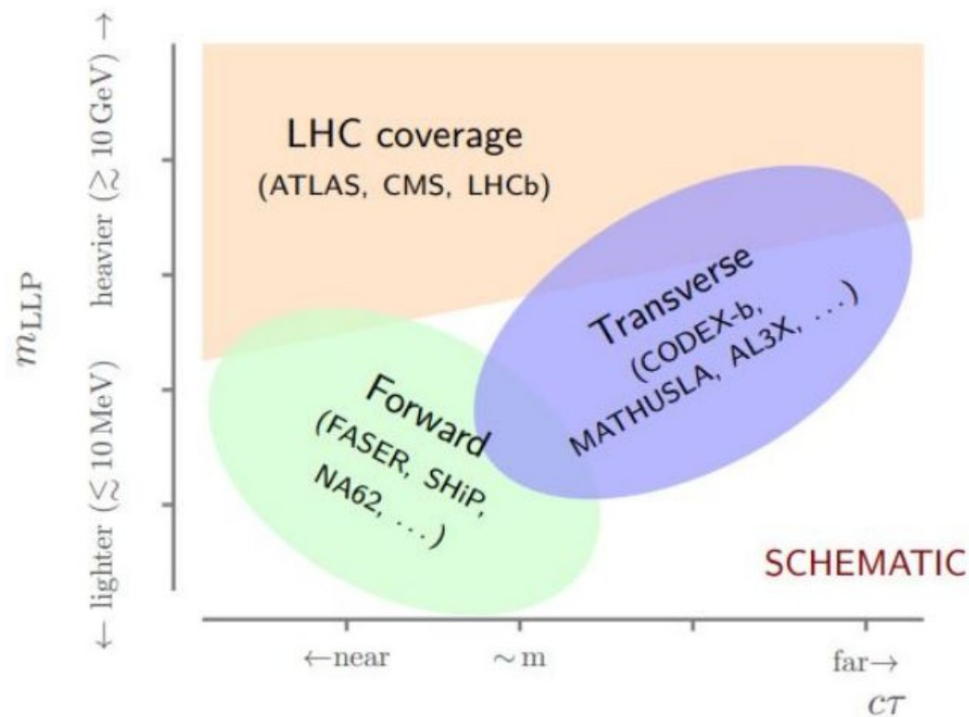 heavier (≳ 10 GeV) →
← lighter (≲ 10 MeV)
m_LLP
LHC coverage
(ATLAS, CMS, LHCb)
Transverse
(CODEX-b,
MATHUSLA, AL3X, ...)
Forward
(FASER, SHiP,
NA62, ...)
SCHEMATIC
←near
∼ m
far→
cτ